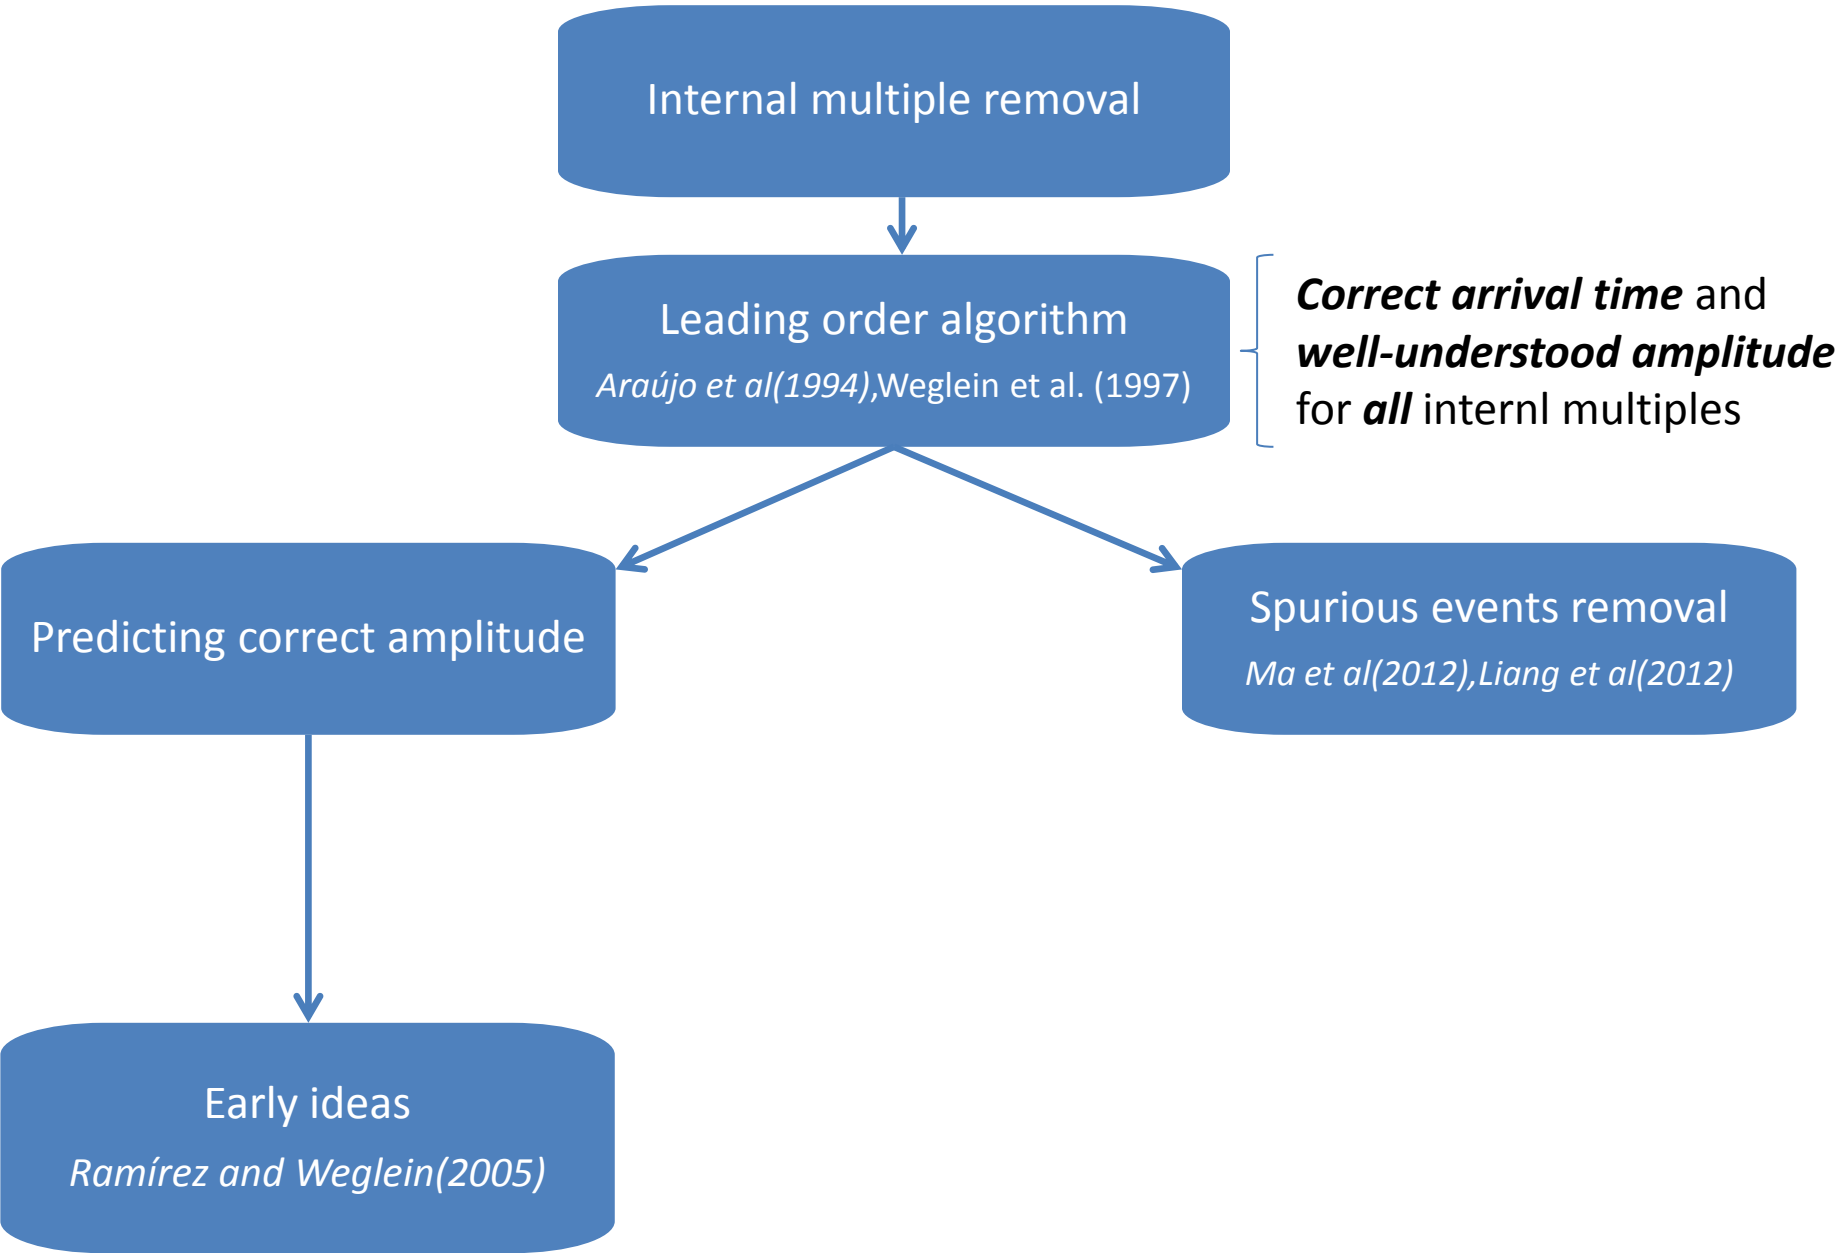 Internal multiple removal
Leading order algorithm
Araújo et al(1994),Weglein et al. (1997)
Correct arrival time and
well-understood amplitude
for all internl multiples
Predicting correct amplitude
Spurious events removal
Ma et al(2012),Liang et al(2012)
Early ideas
Ramírez and Weglein(2005)